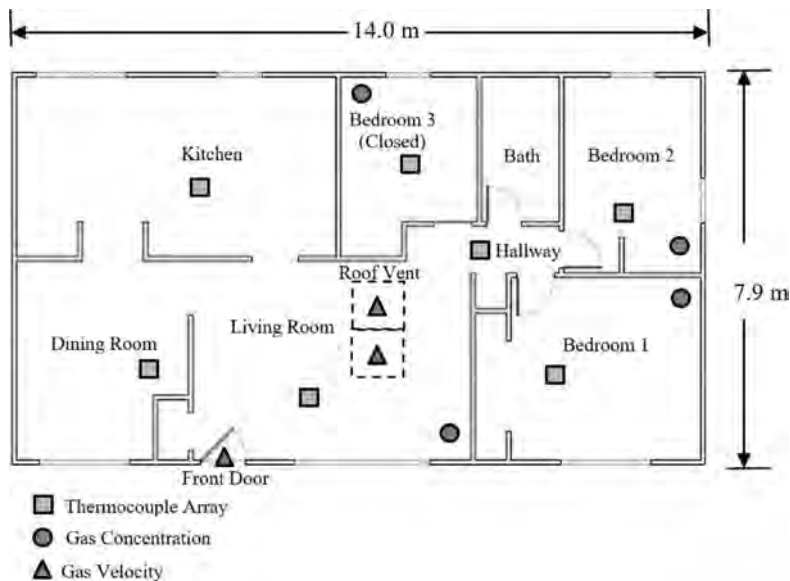 14.0 m
Bedroom 3
(Closed)
Kitchen
Bath
Bedroom 2
Hallway
Roof Vent
7.9 m
Living Room
Dining Room
Bedroom 1
Front Door
Thermocouple Array
Gas Concentration
Gas Velocity